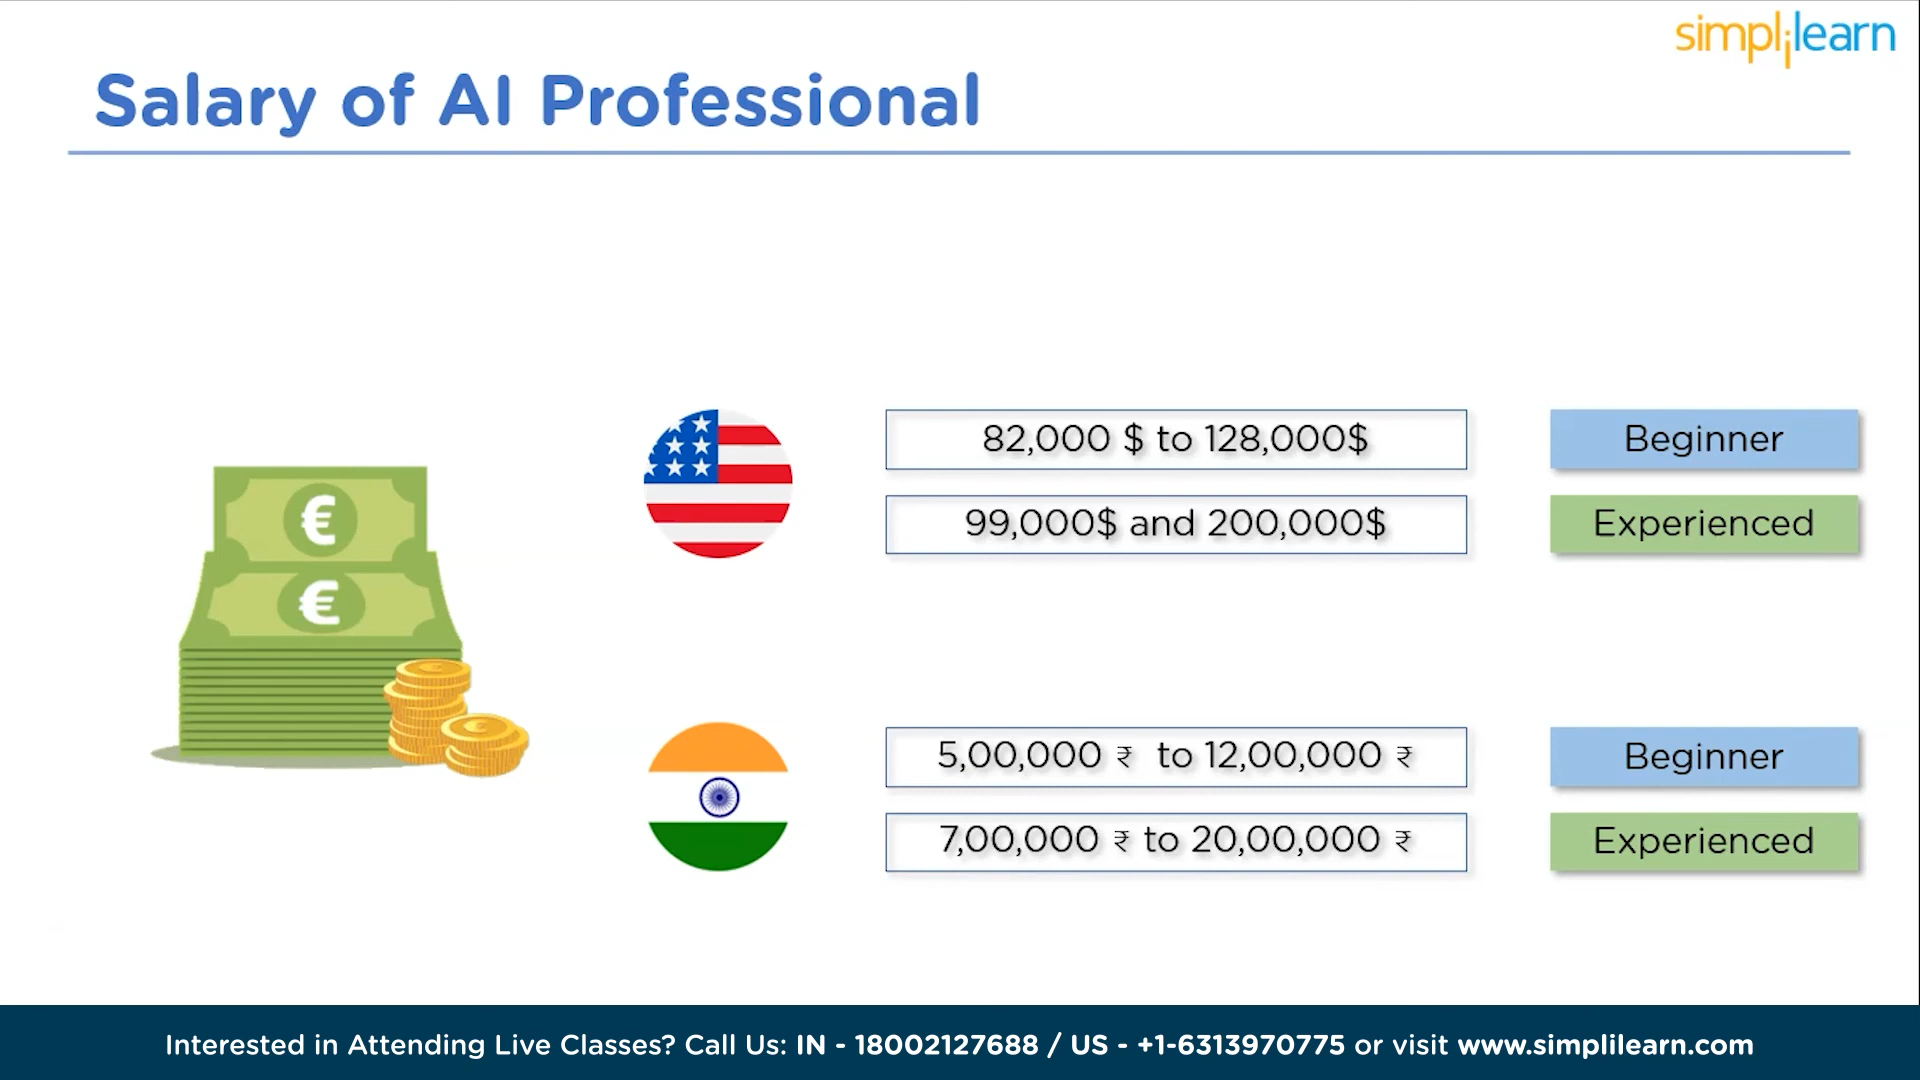 simplilearn
Salary of AI Professional
82,000 $ to 128,000$
Beginner
99,000$ and 200,000$
Experienced
€
€
5,00,000 ₹ to 12,00,000 ₹
Beginner
7,00,000 ₹ to 20,00,000 ₹
Experienced
Interested in Attending Live Classes? Call Us: IN - 18002127688 / US - +1-6313970775 or visit www.simplilearn.com